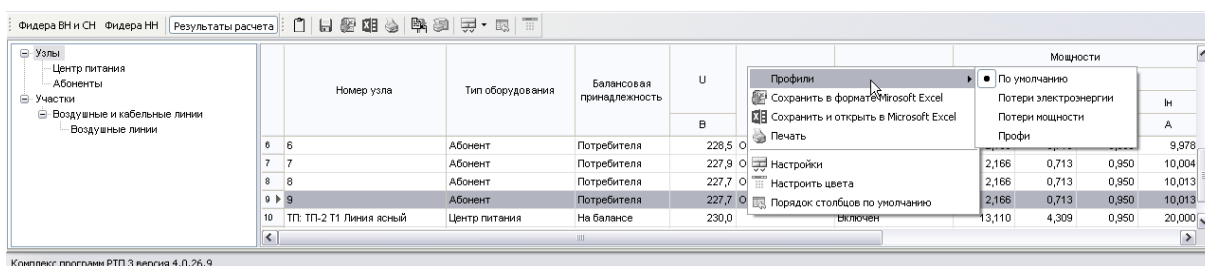 Фидера ВН и СН Фидера НН Результаты расчета
Узлы
Центр питания
Абоненты
Участки
Воздушные и кабельные линии
Воздушные линии
Номер узла Тип оборудования Балансовая принадлежность U Мощности
В Iн
А
Профили
Сохранить в формате Mirosoft Excel
Сохранить и открыть в Microsoft Excel
Печать
Настройки
Настроить цвета
Порядок столбцов по умолчанию
По умолчанию
Потери электроэнергии
Потери мощности
Профи
6 6 Абонент Потребителя 228,5 О 9,978
7 7 Абонент Потребителя 227,9 О 2,166 0,713 0,950 10,004
8 8 Абонент Потребителя 227,7 О 2,166 0,713 0,950 10,013
9 9 Абонент Потребителя 227,7 О 2,166 0,713 0,950 10,013
10 ТП: ТП-2 Т1 Линия ясный Центр питания На балансе 230,0 Включен 13,110 4,309 0,950 20,000
Комплекс программ РТП 3 версия 4.0.26.9